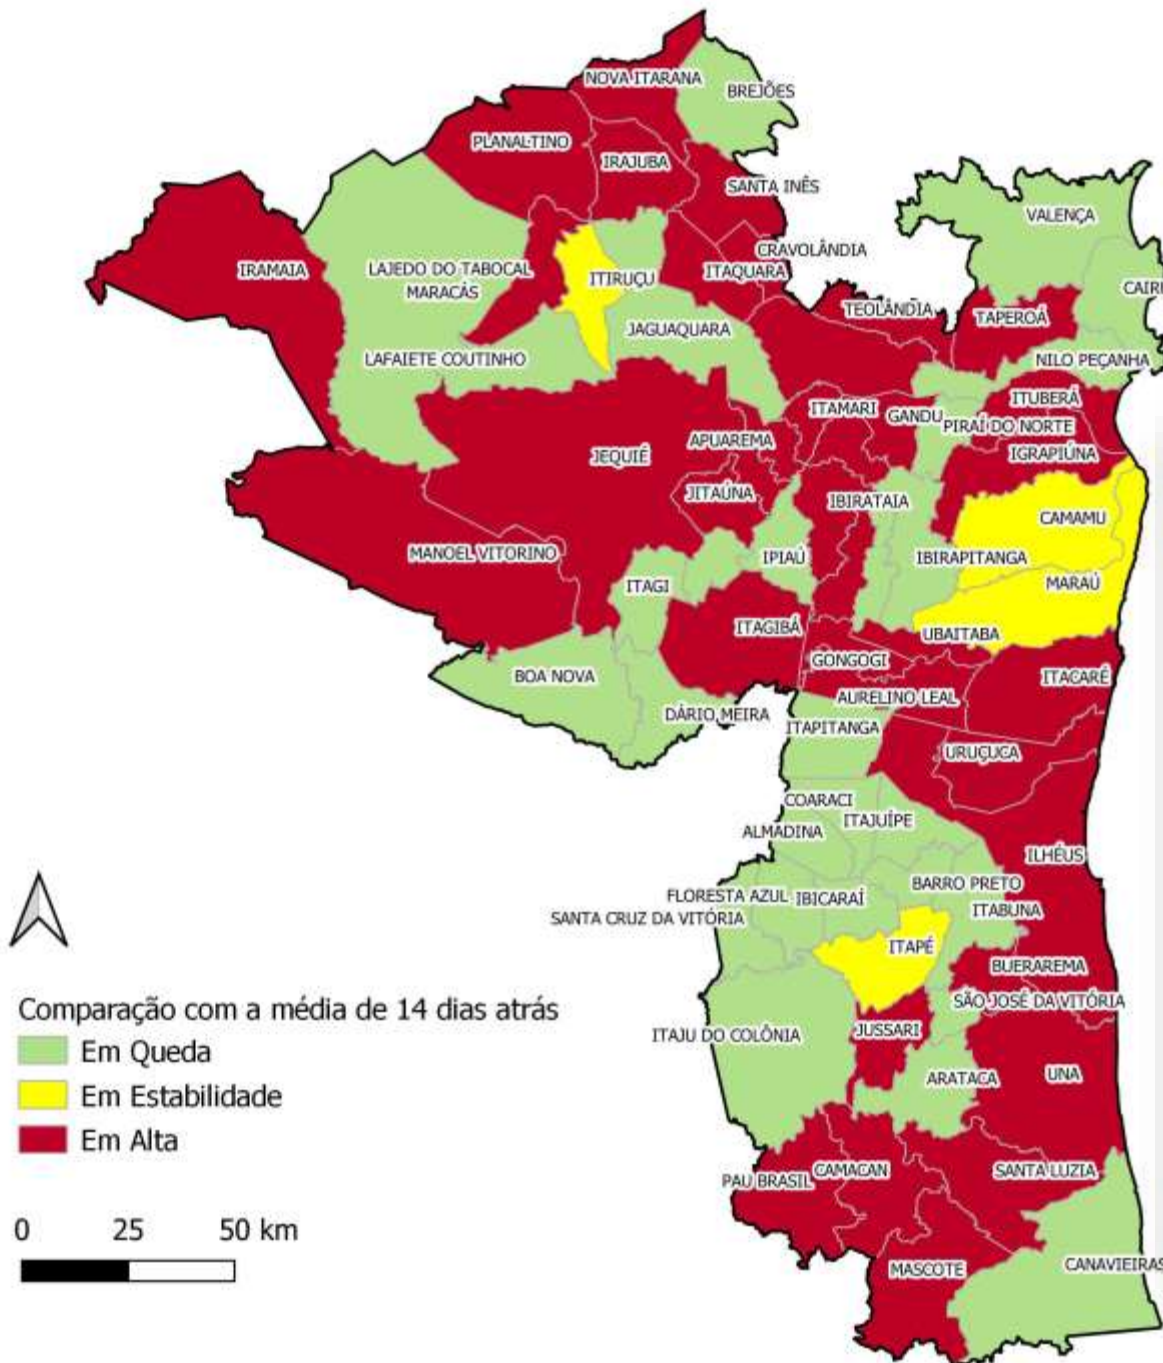 NOVA ITARANA
BREJÕES
PLANALTINO
IRAJUBA
SANTA INÊS
VALENÇA
CRAVOLÂNDIA
IRAMAIA
LAJEDO DO TABOCAL
ITIRUÇU
ITAQUARA
MARACÁS
CAIRU
TEOLÂNDIA
TAPEROÁ
JAGUAQUARA
LAFAIETE COUTINHO
NILO PEÇANHA
ITUBERÁ
ITAMARI
GANDU
PIRAÍ DO NORTE
APUAREMA
IGRAPIÚNA
JEQUIÉ
JITAÚNA
IBIRATAIA
CAMAMU
MANOEL VITORINO
IPIAÚ
IBIRAPITANGA
ITAGI
MARAÚ
ITAGIBÁ
UBAITABA
GONGOGI
BOA NOVA
ITACARÉ
AURELINO LEAL
DÁRIO MEIRA
ITAPITANGA
URUÇUCA
COARACI
ITAJUÍPE
ALMADINA
ILHÉUS
BARRO PRETO
FLORESTA AZUL
IBICARAÍ
ITABUNA
SANTA CRUZ DA VITÓRIA
ITAPÉ
BUERAREMA
SÃO JOSÉ DA VITÓRIA
Comparação com a média de 14 dias atrás
JUSSARI
ITAJU DO COLÔNIA
Em Queda
UNA
ARATACA
Em Estabilidade
Em Alta
CAMACAN
SANTA LUZIA
PAU BRASIL
0 25 50 km
CANAVIEIRAS
MASCOTE